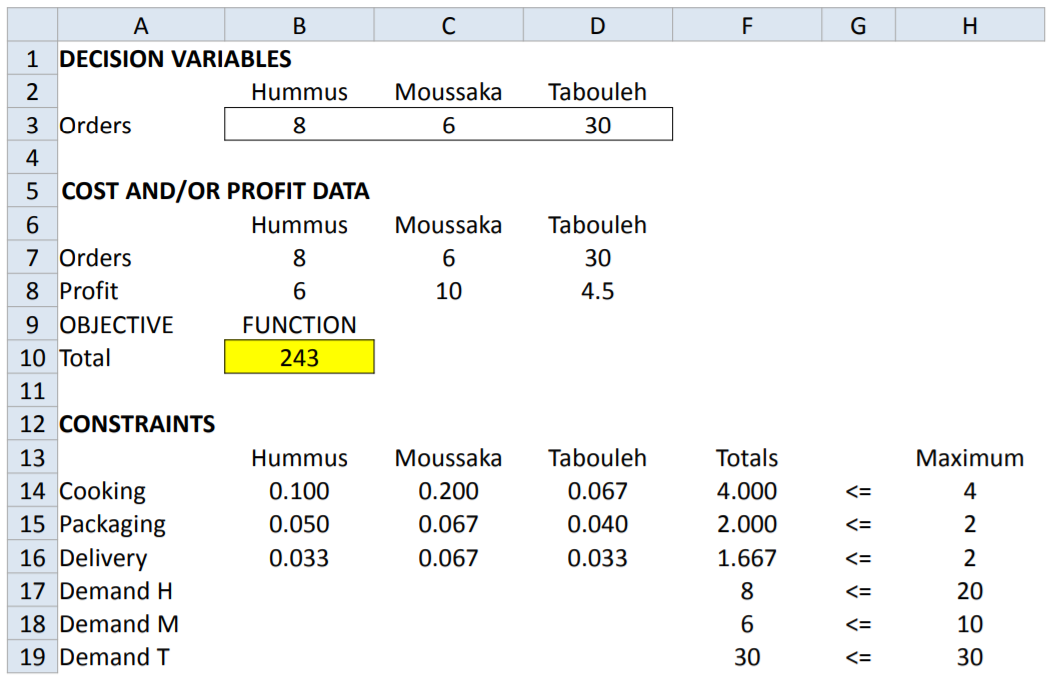 A B C D F G H
1 DECISION VARIABLES
2 Hummus Moussaka Tabouleh
3 Orders 8 6 30
4
5 COST AND/OR PROFIT DATA
6 Hummus Moussaka Tabouleh
7 Orders 8 6 30
8 Profit 6 10 4.5
9 OBJECTIVE FUNCTION
10 Total 243
11
12 CONSTRAINTS
13 Hummus Moussaka Tabouleh Totals Maximum
14 Cooking 0.100 0.200 0.067 4.000 <= 4
15 Packaging 0.050 0.067 0.040 2.000 <= 2
16 Delivery 0.033 0.067 0.033 1.667 <= 2
17 Demand H 8 <= 20
18 Demand M 6 <= 10
19 Demand T 30 <= 30